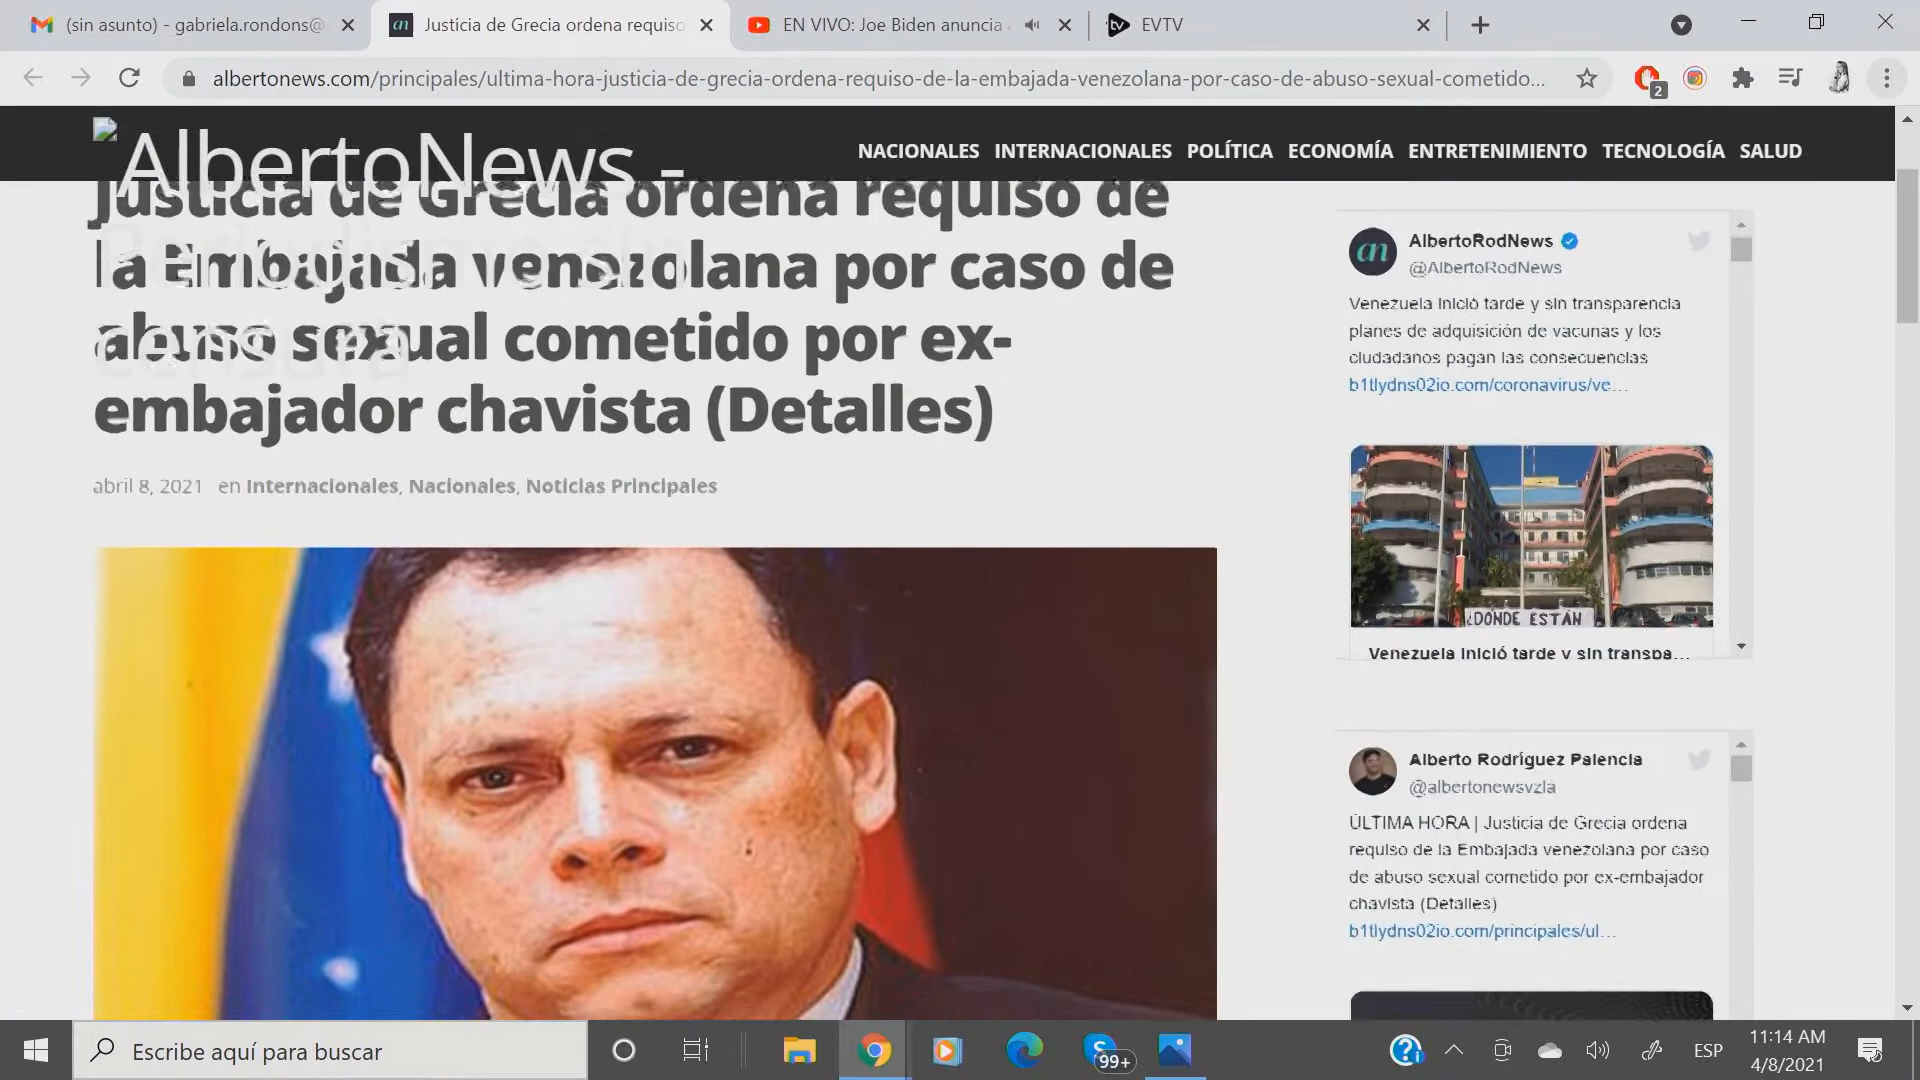 (sin asunto) - gabriela.rondons@
Justicia de Grecia ordena requiso
EN VIVO: Joe Biden anuncia
EVTV
albertonews.com/principales/ultima-hora-justicia-de-grecia-ordena-requiso-de-la-embajada-venezolana-por-caso-de-abuso-sexual-cometido...
2
AlbertoNews -
Periodismo sin
censura
NACIONALES INTERNACIONALES POLÍTICA ECONOMÍA ENTRETENIMIENTO TECNOLOGÍA SALUD
Justicia de Grecia ordena requiso de
la Embajada venezolana por caso de
abuso sexual cometido por ex-
embajador chavista (Detalles)
abril 8, 2021 en Internacionales, Nacionales, Noticias Principales
an
AlbertoRodNews
@AlbertoRodNews
Venezuela inició tarde y sin transparencia
planes de adquisición de vacunas y los
ciudadanos pagan las consecuencias
b1tlydns02io.com/coronavirus/ve...
¿DÓNDE ESTÁN
Venezuela inició tarde y sin transpa...
Alberto Rodríguez Palencia
@albertonewsvzla
ÚLTIMA HORA | Justicia de Grecia ordena
requiso de la Embajada venezolana por caso
de abuso sexual cometido por ex-embajador
chavista (Detalles)
b1tlydns02io.com/principales/ul...
Escribe aquí para buscar
99+
ESP
11:14 AM
4/8/2021